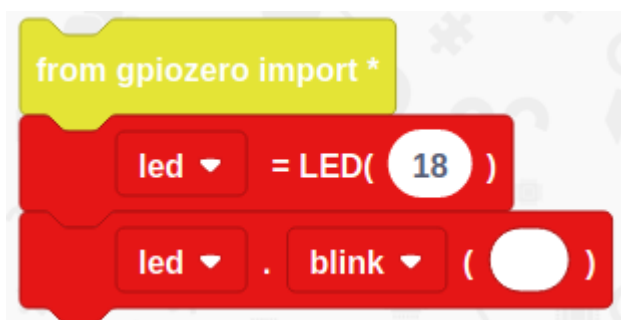 from gpiozero import *
led = LED( 18 )
led . blink ( )